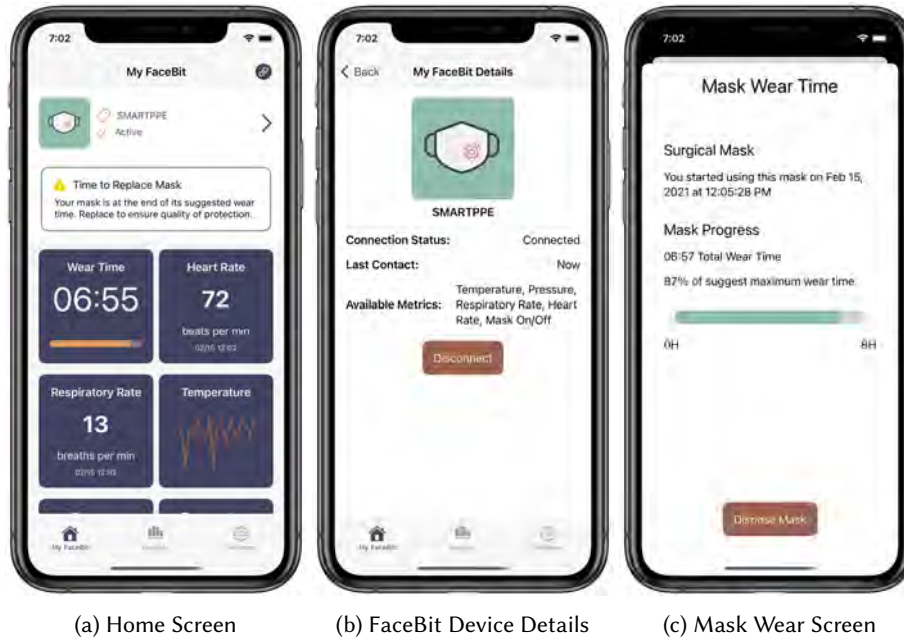 7:02
My FaceBit
SMARTPPE
Active
Time to Replace Mask
Your mask is at the end of its suggested wear
time. Replace to ensure quality of protection.
Wear Time
06:55
Heart Rate
72
beats per min
02/15 12:02
Respiratory Rate
13
breaths per min
02/15 12:02
Temperature
My FaceBit
(a) Home Screen
7:02
Back
My FaceBit Details
SMARTPPE
Connection Status: Connected
Last Contact: Now
Available Metrics: Temperature, Pressure,
Respiratory Rate, Heart
Rate, Mask On/Off
Disconnect
My FaceBit
(b) FaceBit Device Details
7:02
Mask Wear Time
Surgical Mask
You started using this mask on Feb 15,
2021 at 12:05:28 PM
Mask Progress
06:57 Total Wear Time
87% of suggest maximum wear time
0H
8H
Dispose Mask
(c) Mask Wear Screen